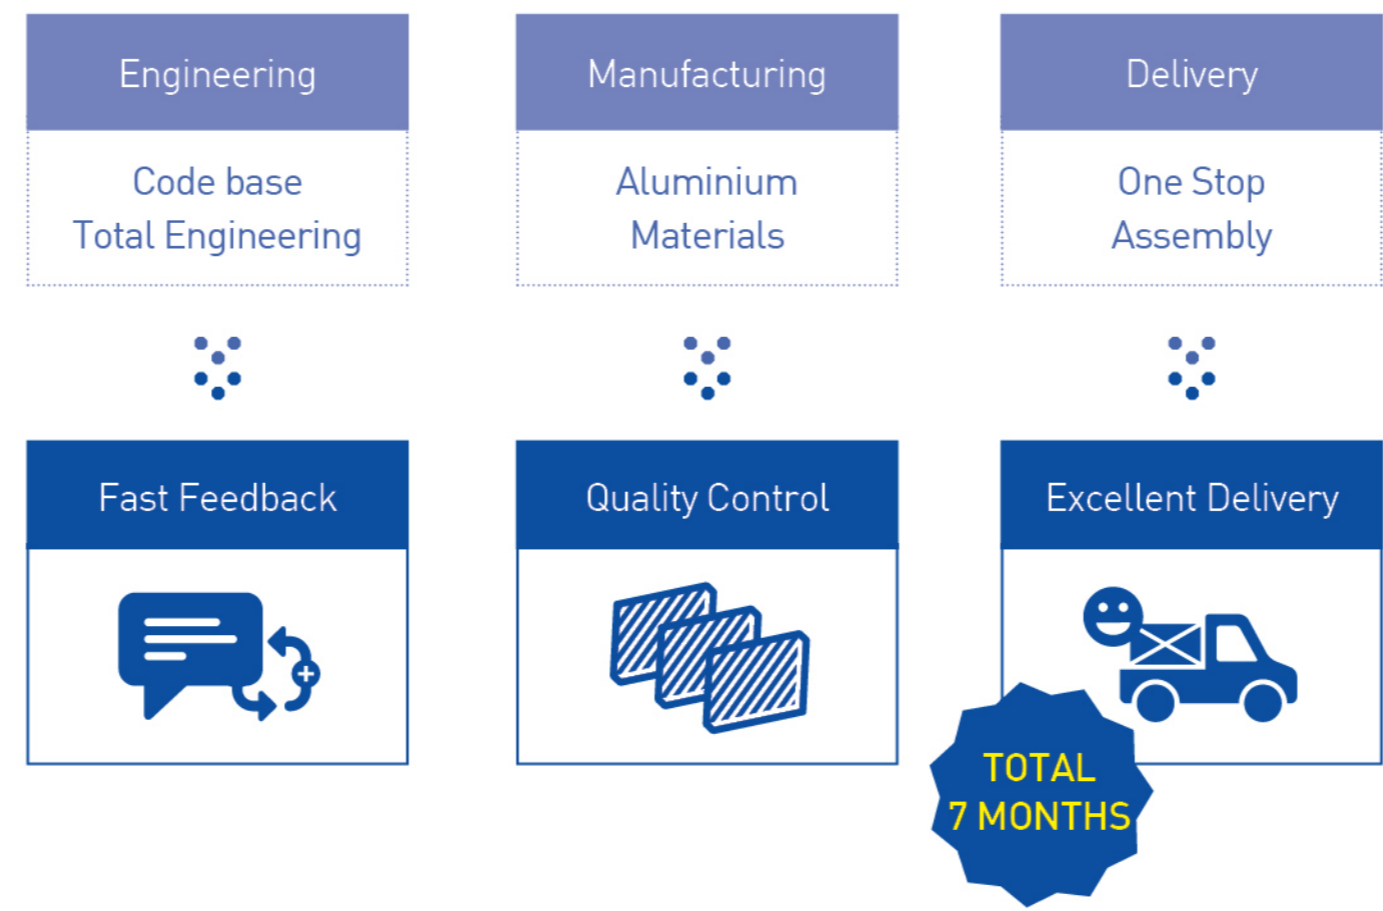 Engineering
Code base
Total Engineering
Manufacturing
Aluminium
Materials
Delivery
One Stop
Assembly
Fast Feedback
Quality Control
Excellent Delivery
TOTAL
7 MONTHS